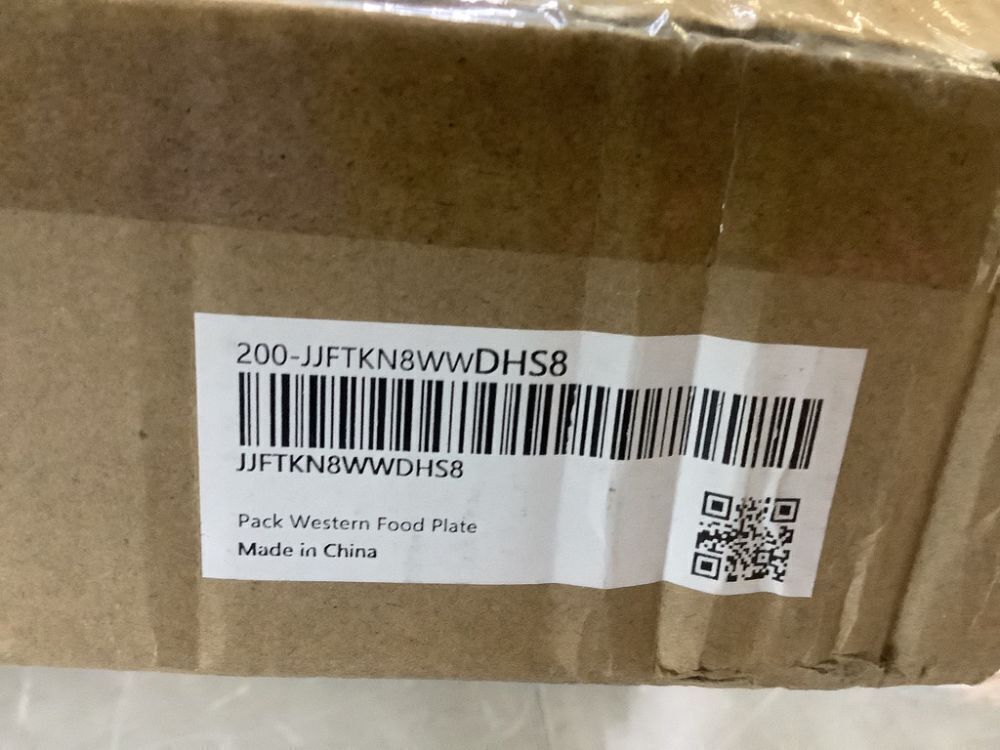 200-JJFTKN8WWDHS8
JJFTKN8WWDHS8
Pack Western Food Plate
Made in China